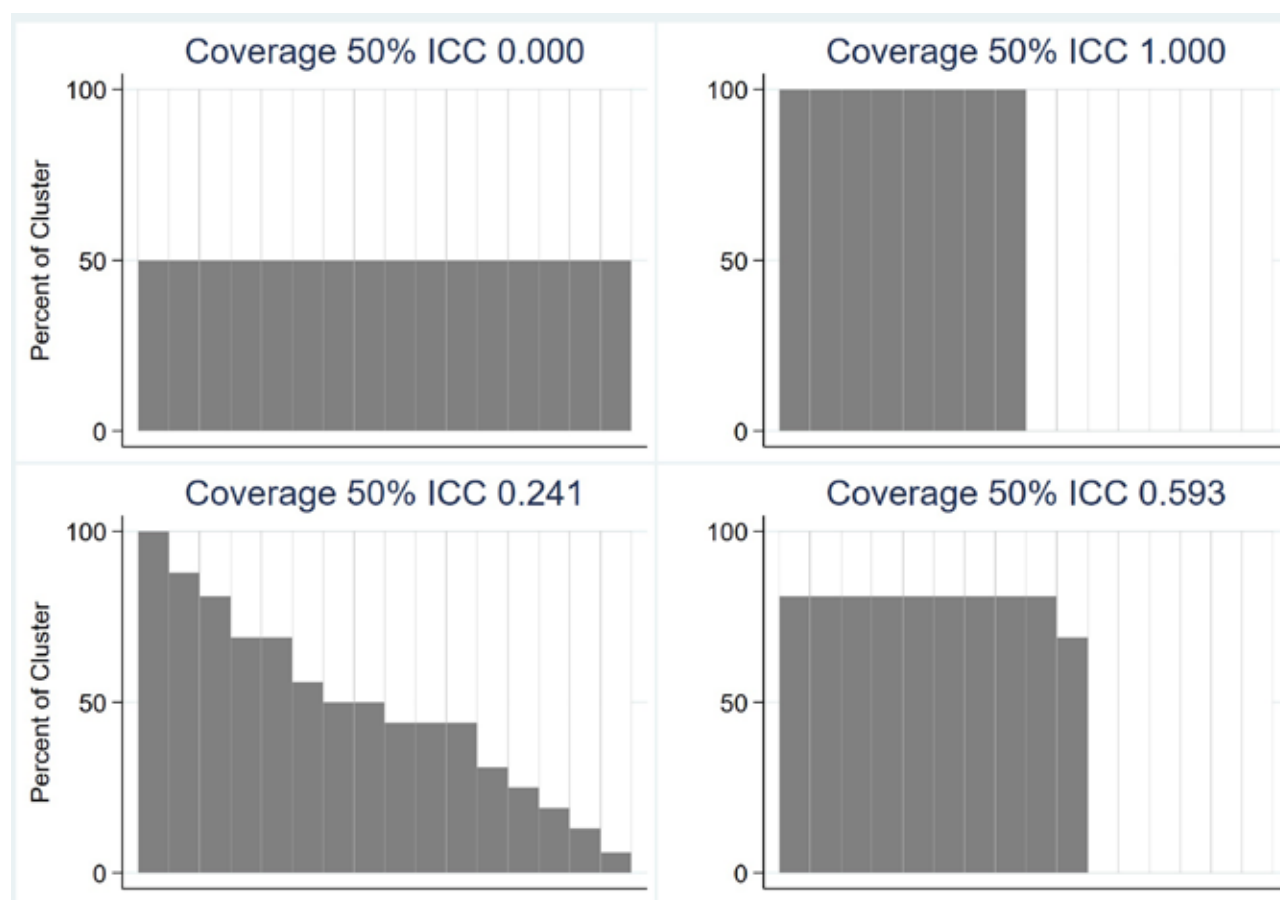 Coverage 50% ICC 0.000
100
50
0
Percent of Cluster
Coverage 50% ICC 1.000
100
50
0
Coverage 50% ICC 0.241
100
50
0
Percent of Cluster
Coverage 50% ICC 0.593
100
50
0